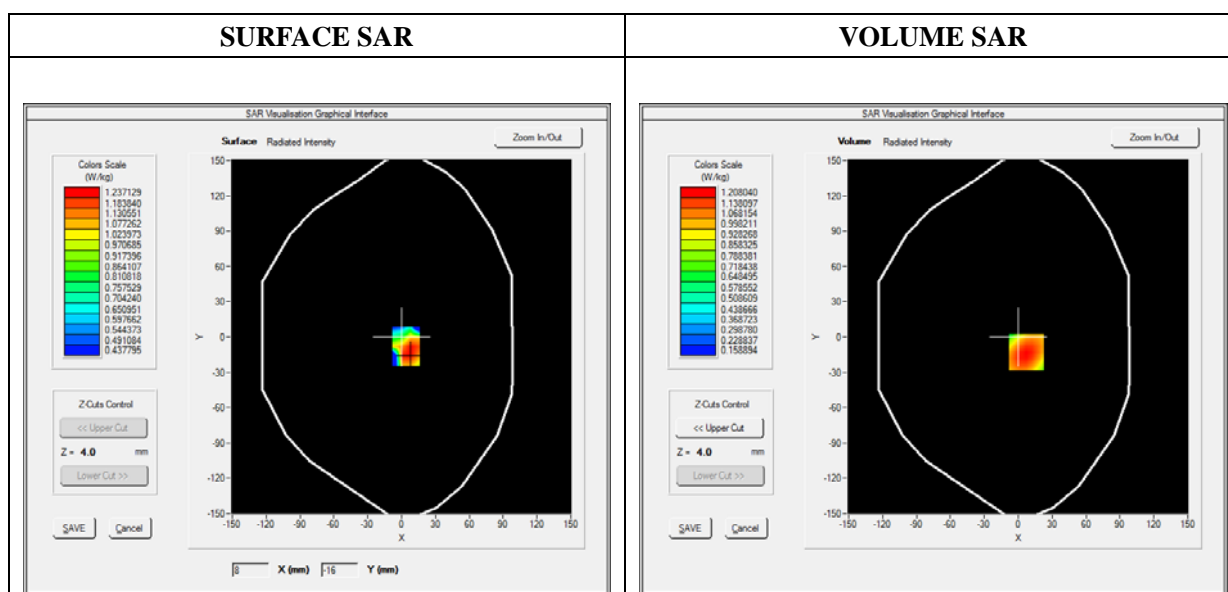 SURFACE SAR
SAR Visualisation Graphical Interface
Surface Radiated Intensity
Zoom In/Out
Colors Scale
(W/kg)
1.237129
1.183840
1.130551
1.077262
1.023973
0.970685
0.917396
0.864107
0.810818
0.757529
0.704240
0.650951
0.597662
0.544373
0.491084
0.437795
Z-Cuts Control
<< Upper Cut
Z = 4.0 mm
Lower Cut >>
SAVE Cancel
150
120
90
60
30
0
-30
-60
-90
-120
-150
Y
-150 -120 -90 -60 -30 0 30 60 90 120 150
X
8 X (mm) -16 Y (mm)
VOLUME SAR
SAR Visualisation Graphical Interface
Volume Radiated Intensity
Zoom In/Out
Colors Scale
(W/kg)
1.208040
1.138097
1.068154
0.998211
0.928268
0.858325
0.788381
0.718438
0.648495
0.578552
0.508609
0.438666
0.368723
0.298780
0.228837
0.158894
Z-Cuts Control
<< Upper Cut
Z = 4.0 mm
Lower Cut >>
SAVE Cancel
150
120
90
60
30
0
-30
-60
-90
-120
-150
Y
-150 -120 -90 -60 -30 0 30 60 90 120 150
X